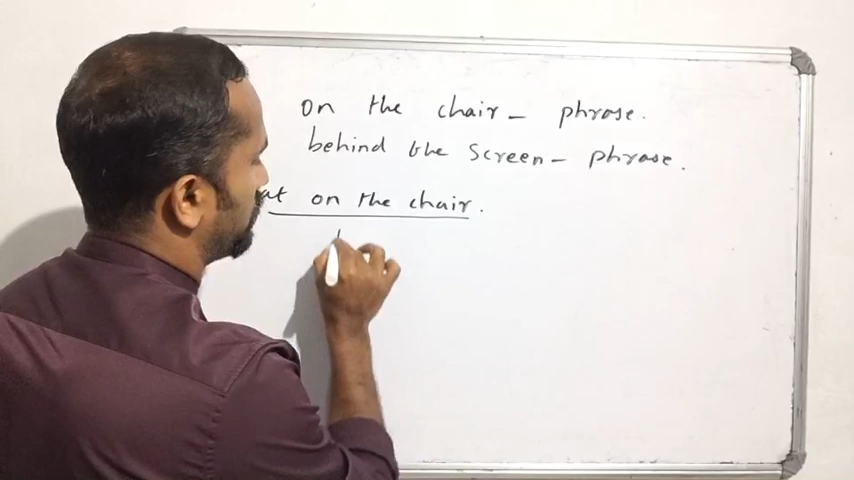 on the chair - phrase.
behind the screen - phrase.
on the chair.